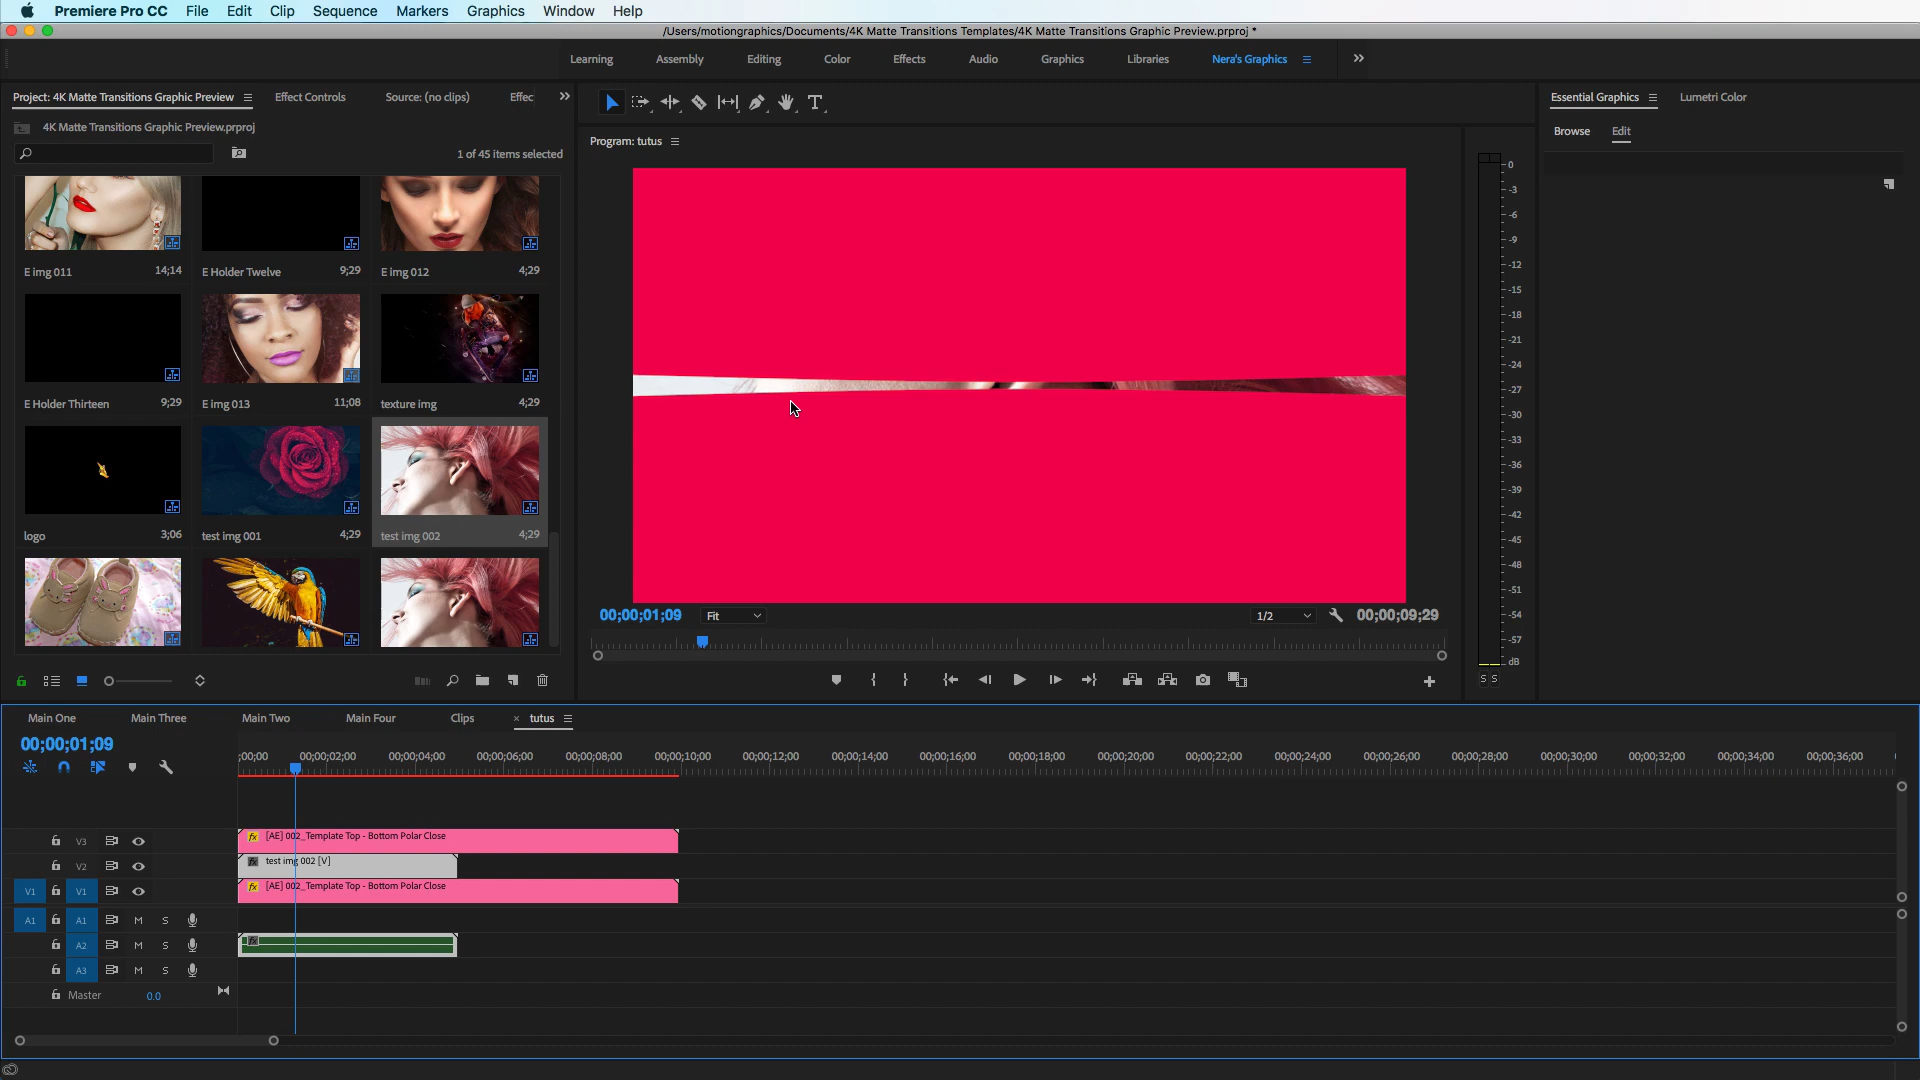 Premiere Pro CC File Edit Clip Sequence Markers Graphics Window Help
/Users/motiongraphics/Documents/4K Matte Transitions Templates/4K Matte Transitions Graphic Preview.prproj *
Learning Assembly Editing Color Effects Audio Graphics Libraries Nera's Graphics
Project: 4K Matte Transitions Graphic Preview Effect Controls Source: (no clips) Effec
4K Matte Transitions Graphic Preview.prproj
1 of 45 items selected
E img 011 14;14 E Holder Twelve 9;29 E img 012 4;29
E Holder Thirteen 9;29 E img 013 11;08 texture img 4;29
logo 3;06 test img 001 4;29 test img 002 4;29
Program: tutus
00;00;01;09 Fit 1/2 00;00;09;29
0
-3
-6
-9
-12
-15
-18
-21
-24
-27
-30
-33
-36
-39
-42
-45
-48
-51
-54
-57
dB
S S
Essential Graphics Lumetri Color
Browse Edit
Main One Main Three Main Two Main Four Clips × tutus
00;00;01;09
;00;00 00;00;02;00 00;00;04;00 00;00;06;00 00;00;08;00 00;00;10;00 00;00;12;00 00;00;14;00 00;00;16;00 00;00;18;00 00;01;20;00 00;00;22;00 00;00;24;00 00;00;26;00 00;00;28;00 00;00;30;00 00;00;32;00 00;00;34;00 00;00;36;00
V3 fx [AE] 002_Template Top - Bottom Polar Close
V2 fx test img 002 [V]
V1 V1 fx [AE] 002_Template Top - Bottom Polar Close
A1 A1 M S
A2 M S fx
A3 M S
Master 0.0